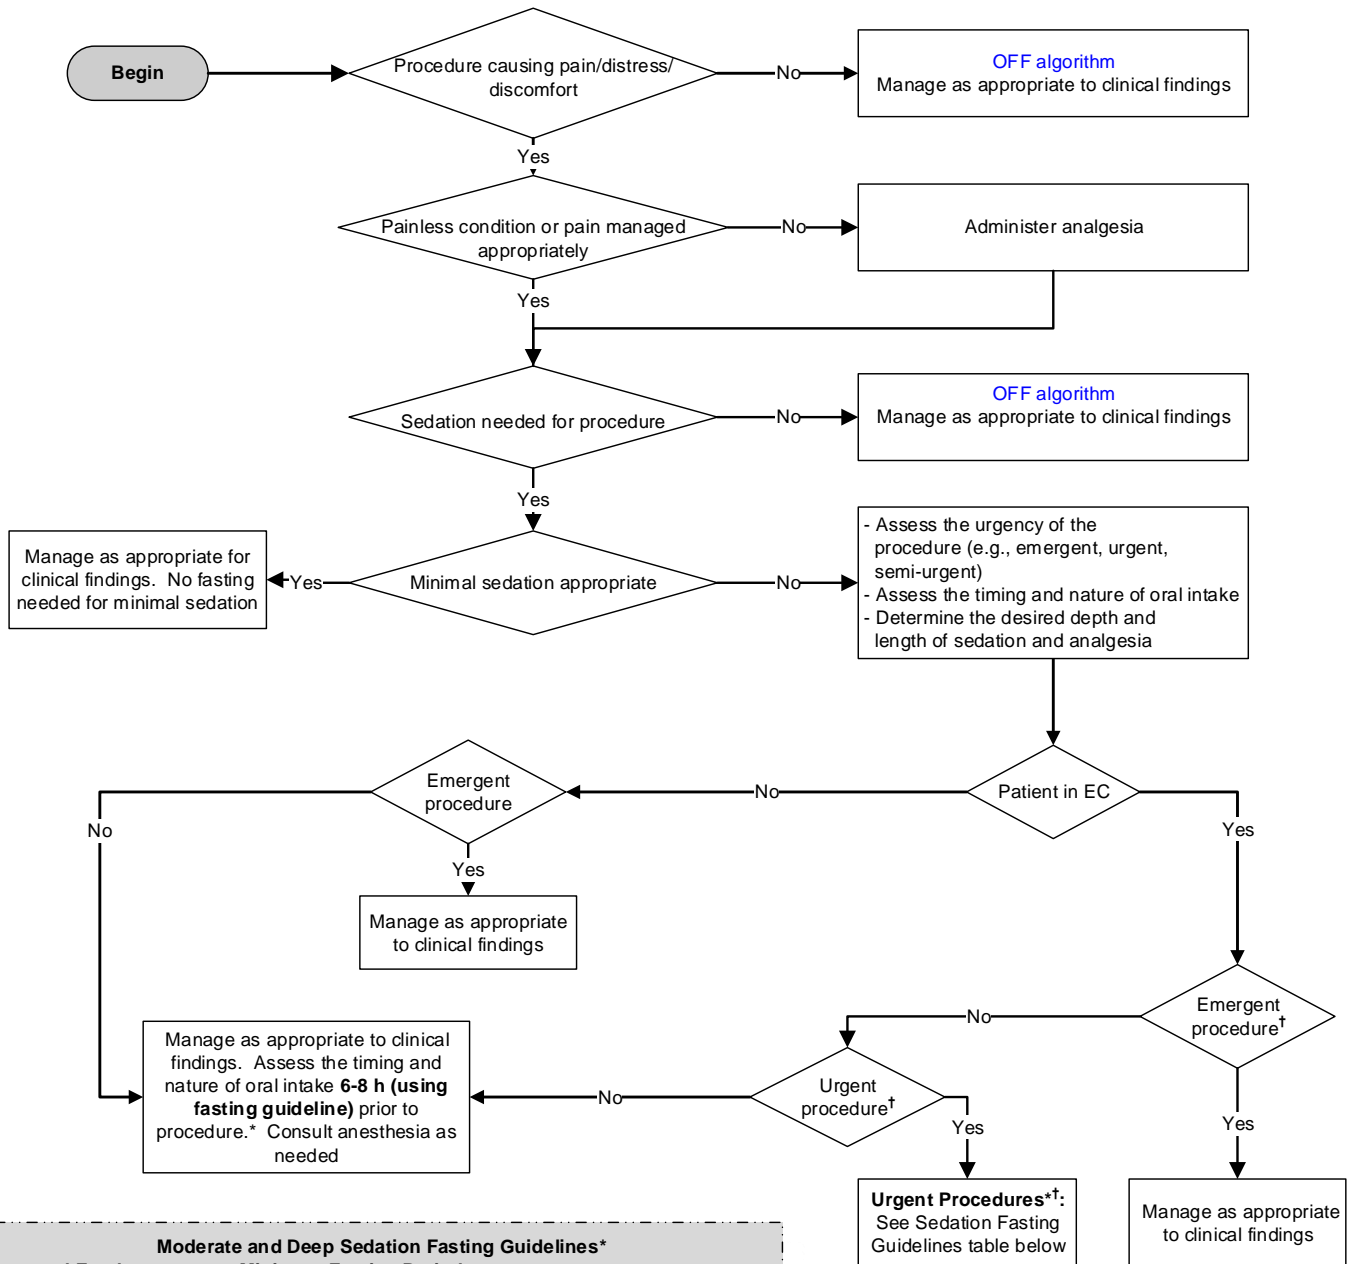 Begin
Procedure causing pain/distress/
discomfort
No
OFF algorithm
Manage as appropriate to clinical findings
Yes
Painless condition or pain managed
appropriately
No
Administer analgesia
Yes
Sedation needed for procedure
No
OFF algorithm
Manage as appropriate to clinical findings
Yes
Minimal sedation appropriate
Yes
Manage as appropriate for
clinical findings. No fasting
needed for minimal sedation
No
- Assess the urgency of the
procedure (e.g., emergent, urgent,
semi-urgent)
- Assess the timing and nature of oral intake
- Determine the desired depth and
length of sedation and analgesia
Patient in EC
No
Emergent
procedure
No
Yes
Manage as appropriate
to clinical findings
Yes
Emergent
procedure†
No
Urgent
procedure†
No
Manage as appropriate to clinical
findings. Assess the timing and
nature of oral intake 6-8 h (using
fasting guideline) prior to
procedure.* Consult anesthesia as
needed
Yes
Urgent Procedures*†:
See Sedation Fasting
Guidelines table below
Yes
Manage as appropriate
to clinical findings
Moderate and Deep Sedation Fasting Guidelines*